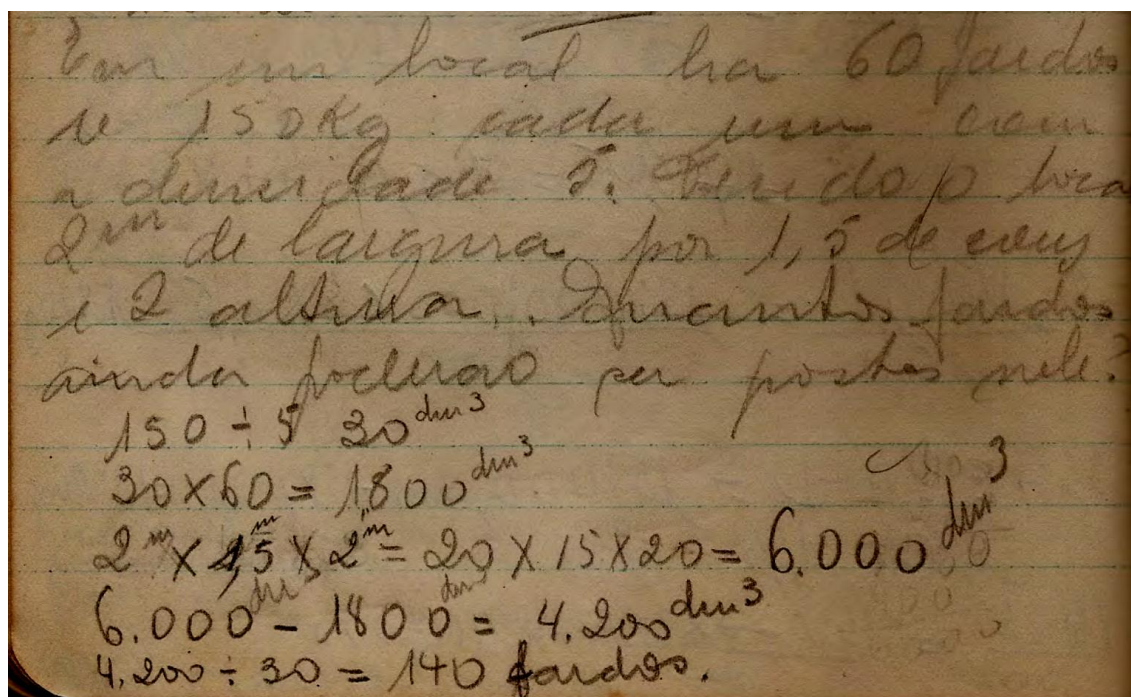 Em um local ha 60 fardos
de 150Kg cada um com
a densidade 5. Tendo o loca
2m de largura por 1,5 de comp
e 2 altura. Quantos fardos
ainda poderao ser postos nele?
150 ÷ 5 30 dm3
30 x 60 = 1800 dm3
2m x 1,5m x 2m = 20 x 15 x 20 = 6.000 dm3
6.000 dm3 - 1800 dm3 = 4.200 dm3
4.200 ÷ 30 = 140 fardos.